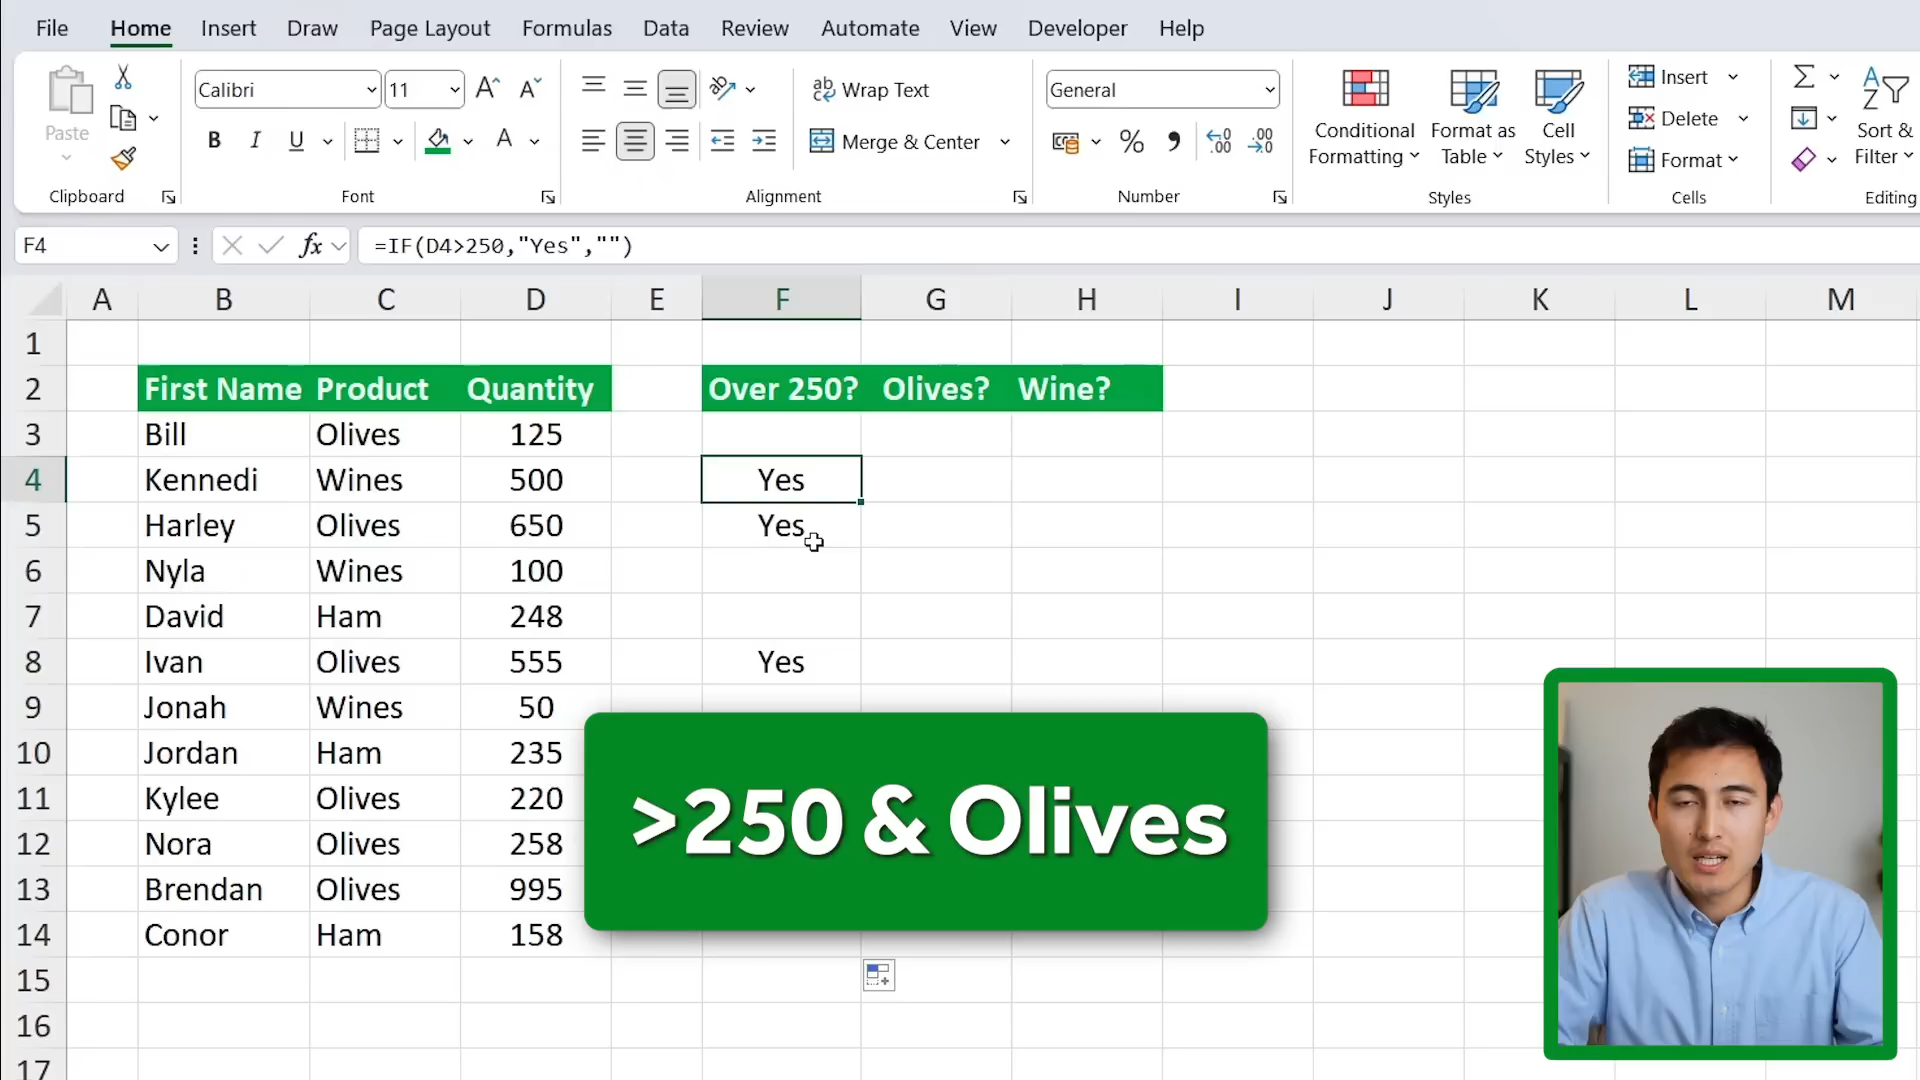 File Home Insert Draw Page Layout Formulas Data Review View Automate Developer Help
Paste
Calibri 11
B I U A
ab Wrap Text
Merge & Center
General
% .00
Conditional Formatting
Format as Table
Cell Styles
Insert
Delete
Format
Sort & Filter
Clipboard Font Alignment Number Styles Cells Editing
F4 fx =IF(D4>250,"Yes","")
A B C D E F G H I J K L M
1
2 First Name Product Quantity Over 250? Olives? Wine?
3 Bill Olives 125
4 Kennedi Wines 500 Yes
5 Harley Olives 650 Yes
6 Nyla Wines 100
7 David Ham 248
8 Ivan Olives 555 Yes
9 Jonah Wines 50
10 Jordan Ham 235
11 Kylee Olives 220
12 Nora Olives 258
13 Brendan Olives 995
14 Conor Ham 158
15
16
17
>250 & Olives